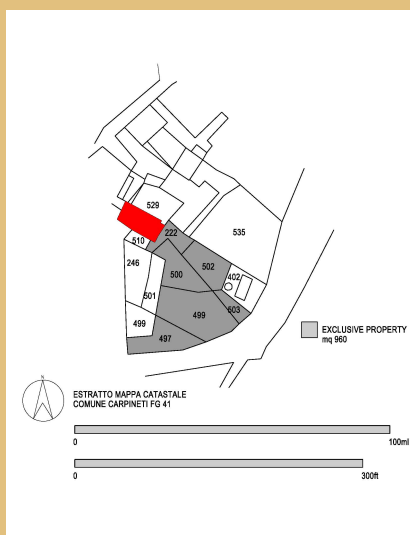 529
222
535
510
246
502
500
402
501
503
499
499
497
EXCLUSIVE PROPERTY
mq 960
ESTRATTO MAPPA CATASTALE
COMUNE CARPINETI FG 41
0
100ml
0
300ft